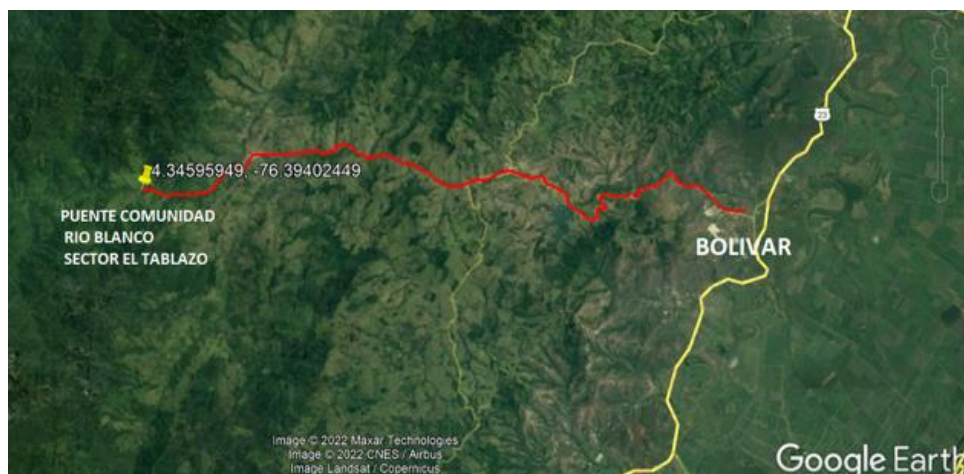 23
4.34595949, -76.39402449
PUENTE COMUNIDAD
RIO BLANCO
SECTOR EL TABLAZO
BOLIVAR
Image © 2022 Maxar Technologies
Image © 2022 CNES / Airbus
Image Landsat / Copernicus
Google Earth